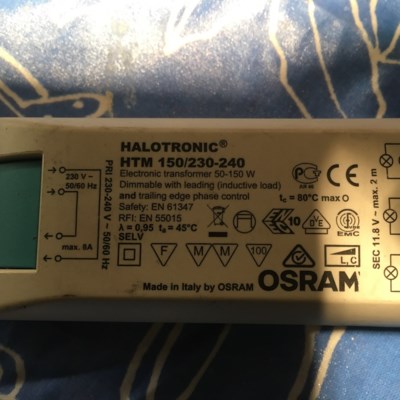 HALOTRONIC®
HTM 150/230-240
Electronic transformer 50-150 W
Dimmable with leading (inductive load)
and trailing edge phase control
Safety: EN 61347
RFI: EN 55015
λ = 0,95 ta = 45°C
SELV
tc = 80°C max O
230 V ~
50/60 Hz
max. 8A
PRI 230-240 V ~ 50/60 Hz
CE
10
VDE
EMC
F M M 100
L, C
Made in Italy by OSRAM
OSRAM
SEC 11.8 V ~ max. 2 m